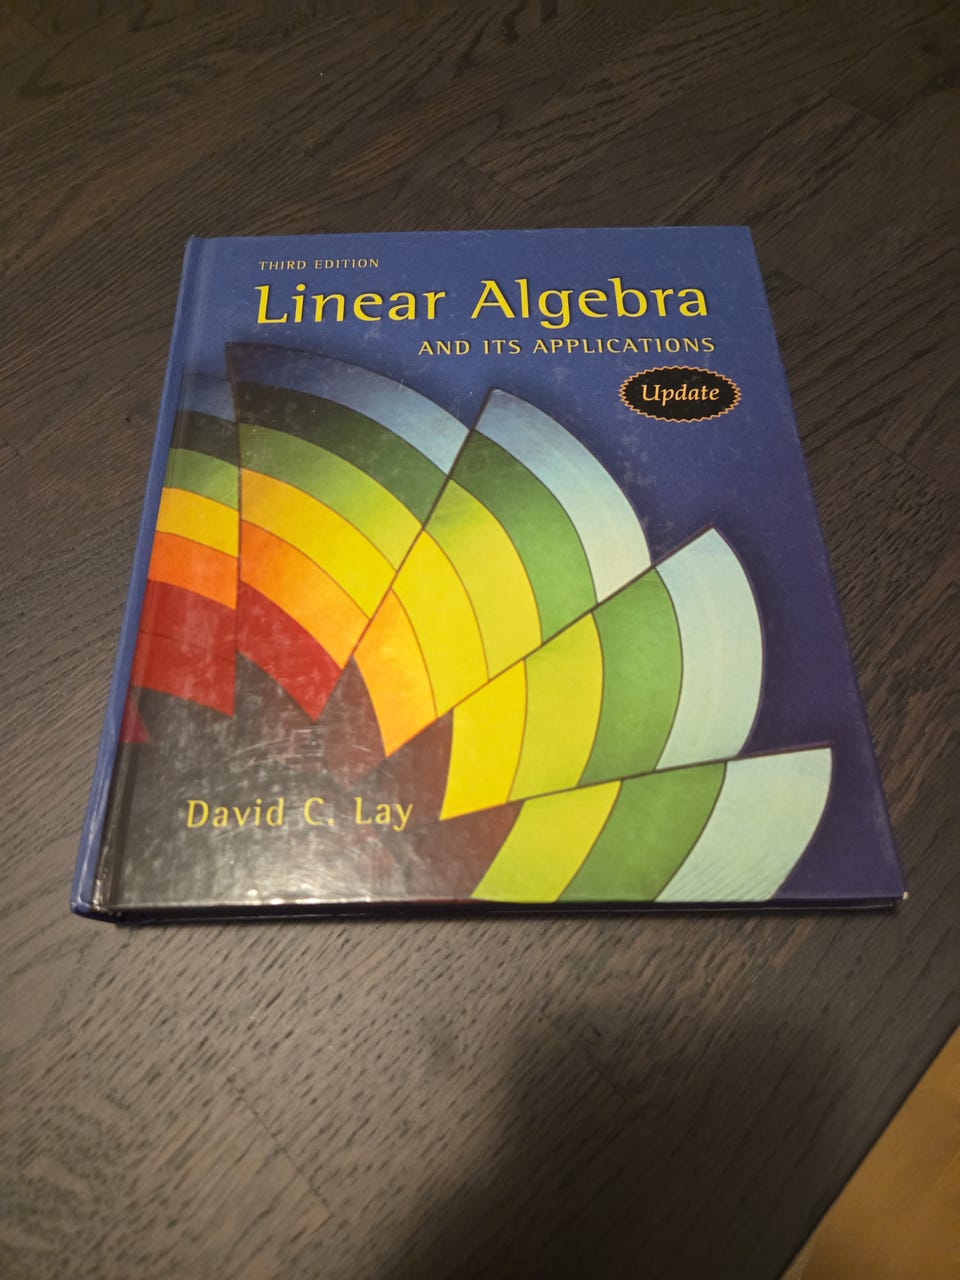 THIRD EDITION
Linear Algebra
AND ITS APPLICATIONS
Update
David C. Lay